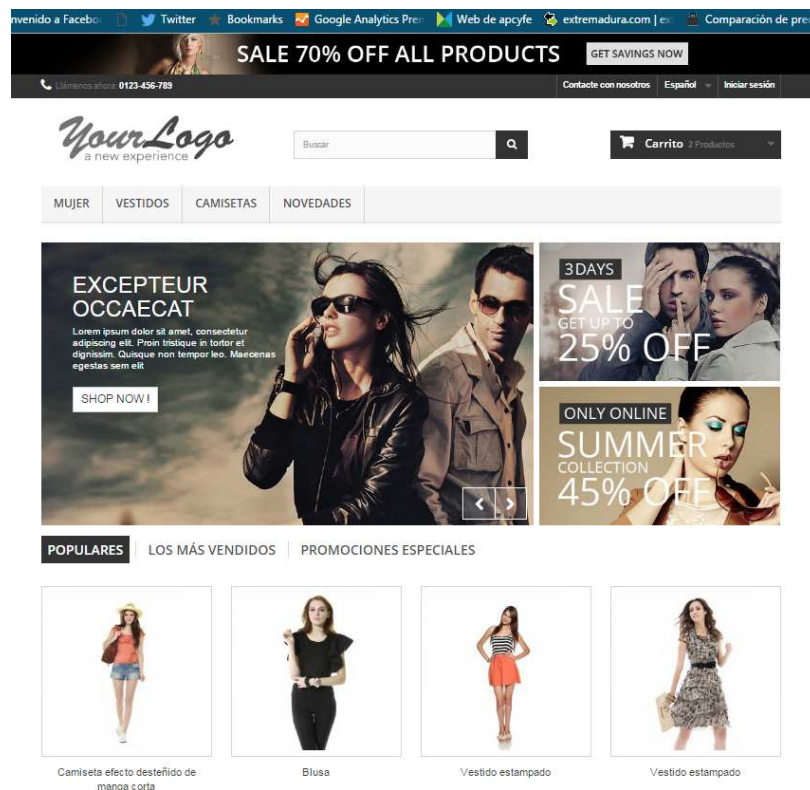 nvenido a Facebo
Twitter
Bookmarks
Google Analytics Pren
Web de apcyfe
extremadura.com | ex
Comparación de pre
SALE 70% OFF ALL PRODUCTS
GET SAVINGS NOW
Llámenos ahora: 0123-456-789
Contacte con nosotros
Español
Iniciar sesión
YourLogo
a new experience
Buscar
Carrito 2 Productos
MUJER
VESTIDOS
CAMISETAS
NOVEDADES
EXCEPTEUR
OCCAECAT
Lorem ipsum dolor sit amet, consectetur
adipiscing elit. Proin tristique in tortor et
dignissim. Quisque non tempor leo. Maecenas
egestas sem elit
SHOP NOW !
3DAYS
SALE
GET UP TO
25% OFF
ONLY ONLINE
SUMMER
COLLECTION
45% OFF
POPULARES
LOS MÁS VENDIDOS
PROMOCIONES ESPECIALES
Camiseta efecto desteñido de
manga corta
Blusa
Vestido estampado
Vestido estampado